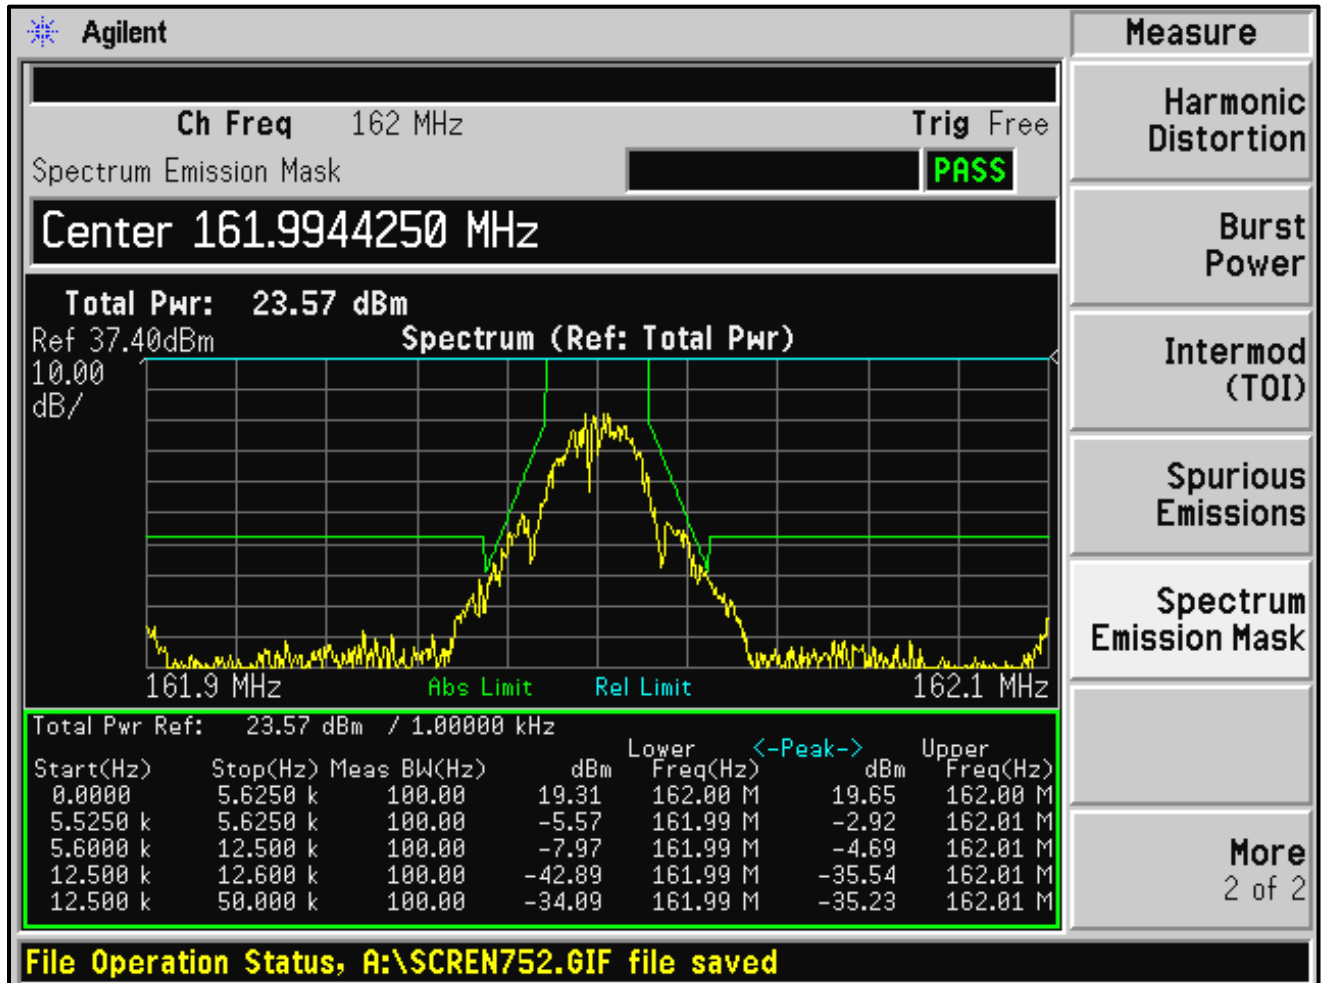 Agilent
Measure
Ch Freq 162 MHz Trig Free
Spectrum Emission Mask PASS
Center 161.9944250 MHz
Total Pwr: 23.57 dBm
Ref 37.40dBm Spectrum (Ref: Total Pwr)
10.00
dB/
161.9 MHz Abs Limit Rel Limit 162.1 MHz
Total Pwr Ref: 23.57 dBm / 1.00000 kHz
Lower <-Peak-> Upper
Start(Hz) Stop(Hz) Meas BW(Hz) dBm Freq(Hz) dBm Freq(Hz)
0.0000 5.6250 k 100.00 19.31 162.00 M 19.65 162.00 M
5.5250 k 5.6250 k 100.00 -5.57 161.99 M -2.92 162.01 M
5.6000 k 12.500 k 100.00 -7.97 161.99 M -4.69 162.01 M
12.500 k 12.600 k 100.00 -42.89 161.99 M -35.54 162.01 M
12.500 k 50.000 k 100.00 -34.09 161.99 M -35.23 162.01 M
Harmonic
Distortion
Burst
Power
Intermod
(TOI)
Spurious
Emissions
Spectrum
Emission Mask
More
2 of 2
File Operation Status, A:\SCREN752.GIF file saved